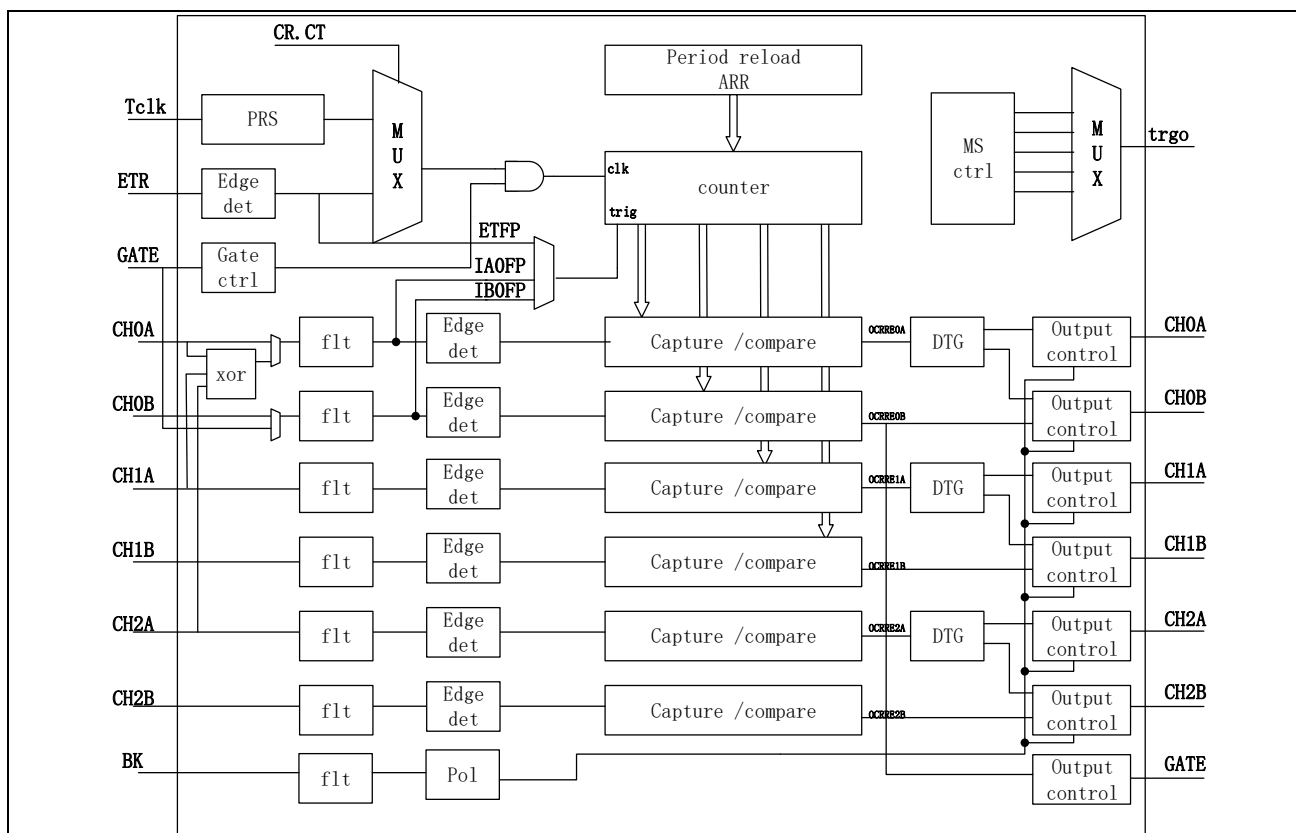 CR.CT
Period reload
ARR
Tclk
PRS
MUX
MS
ctrl
MUX
trgo
clk
counter
trig
ETR
Edge
det
ETFP
GATE
Gate
ctrl
IA0FP
IB0FP
CH0A
flt
Edge
det
Capture /compare
OCRRE0A
DTG
Output
control
CH0A
xor
CH0B
flt
Edge
det
Capture /compare
OCRRE0B
Output
control
CH0B
CH1A
flt
Edge
det
Capture /compare
OCRRE1A
DTG
Output
control
CH1A
CH1B
flt
Edge
det
Capture /compare
OCRRE1B
Output
control
CH1B
CH2A
flt
Edge
det
Capture /compare
OCRRE2A
DTG
Output
control
CH2A
CH2B
flt
Edge
det
Capture /compare
OCRRE2B
Output
control
CH2B
BK
flt
Pol
Output
control
GATE